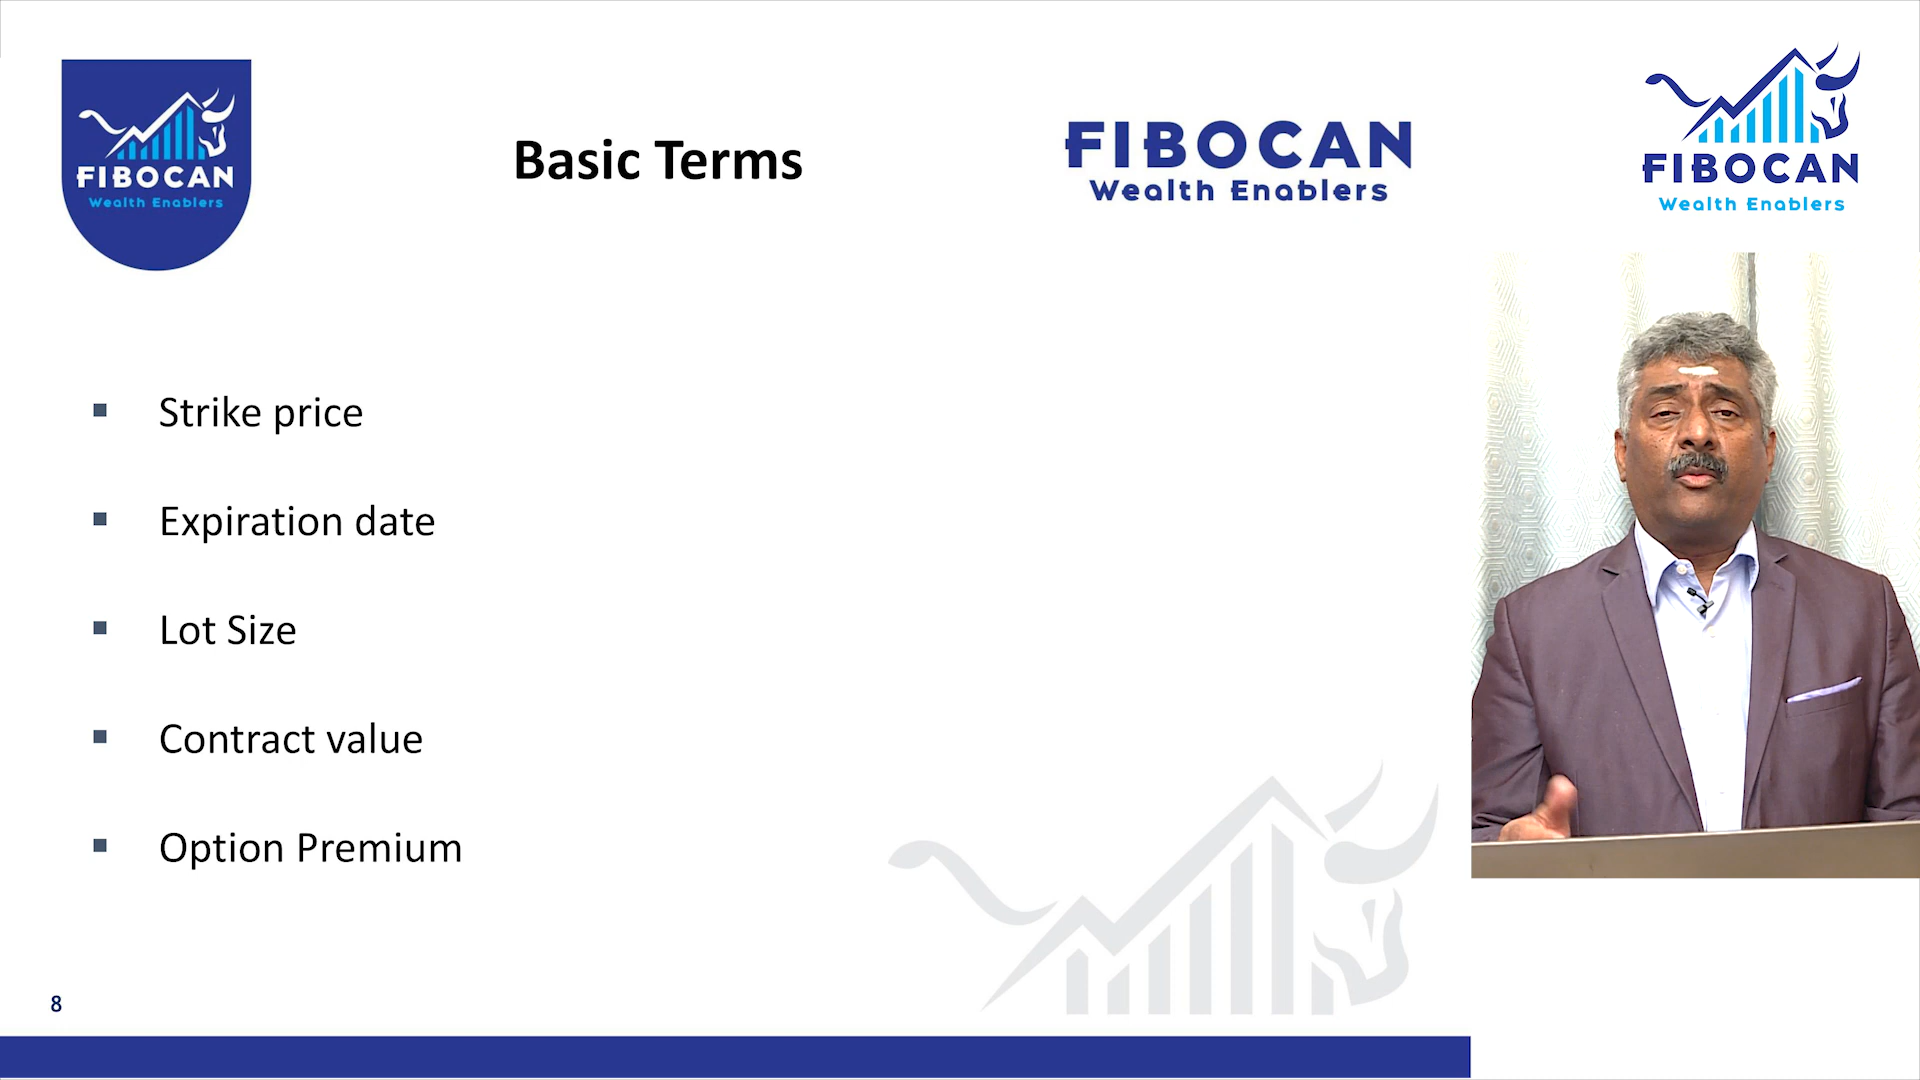 FIBOCAN
Wealth Enablers
Basic Terms
FIBOCAN
Wealth Enablers
FIBOCAN
Wealth Enablers
Strike price
Expiration date
Lot Size
Contract value
Option Premium
8